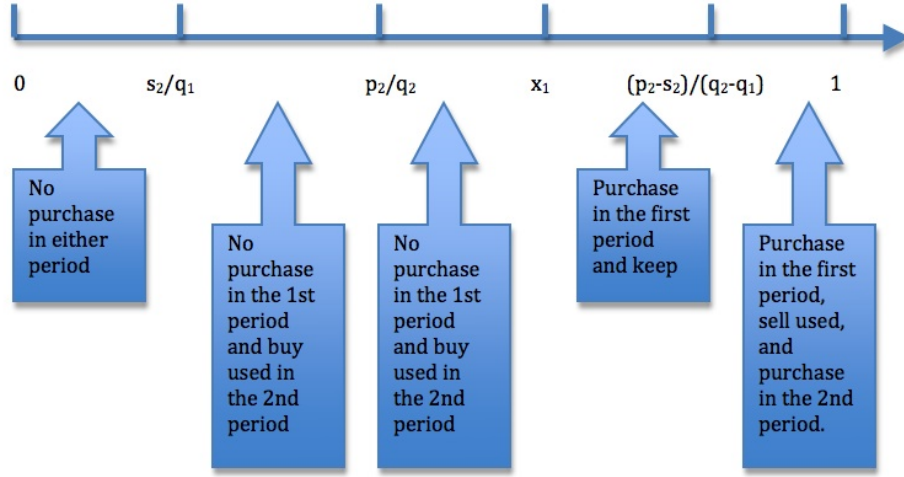 0 s₂/q₁ p₂/q₂ x₁ (p₂-s₂)/(q₂-q₁) 1
No
purchase
in either
period
No
purchase
in the 1st
period
and buy
used in
the 2nd
period
No
purchase
in the 1st
period
and buy
used in
the 2nd
period
Purchase
in the first
period
and keep
Purchase
in the first
period,
sell used,
and
purchase
in the 2nd
period.